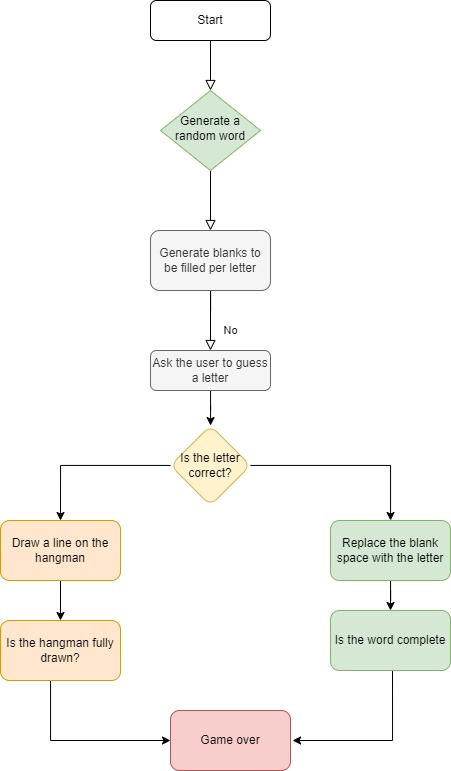 Start
Generate a
random word
Generate blanks to
be filled per letter
No
Ask the user to guess
a letter
Is the letter
correct?
Draw a line on the
hangman
Replace the blank
space with the letter
Is the hangman fully
drawn?
Is the word complete
Game over